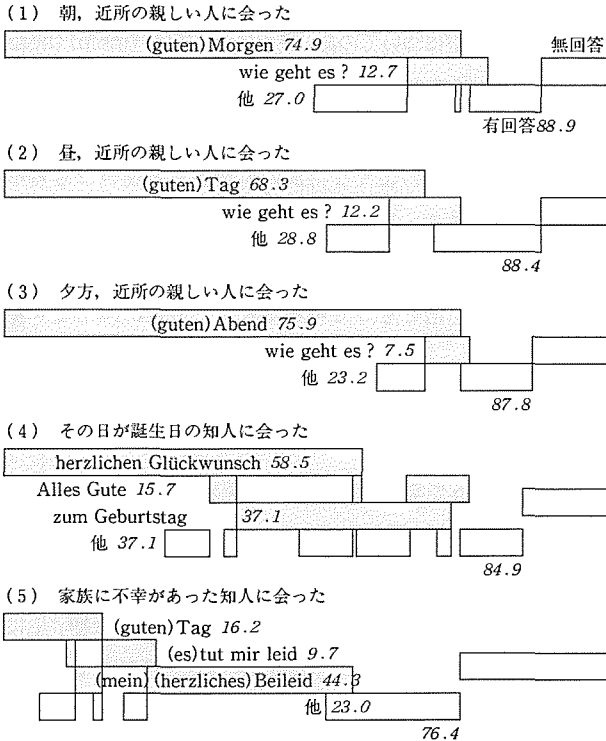 (1) 朝，近所の親しい人に会った
(guten)Morgen 74.9
無回答
wie geht es? 12.7
他 27.0
有回答88.9
(2) 昼，近所の親しい人に会った
(guten)Tag 68.3
wie geht es? 12.2
他 28.8
88.4
(3) 夕方，近所の親しい人に会った
(guten)Abend 75.9
wie geht es? 7.5
他 23.2
87.8
(4) その日が誕生日の知人に会った
herzlichen Glückwunsch 58.5
Alles Gute 15.7
zum Geburtstag 37.1
他 37.1
84.9
(5) 家族に不幸があった知人に会った
(guten)Tag 16.2
(es)tut mir leid 9.7
(mein)(herzliches)Beileid 44.3
他 23.0
76.4